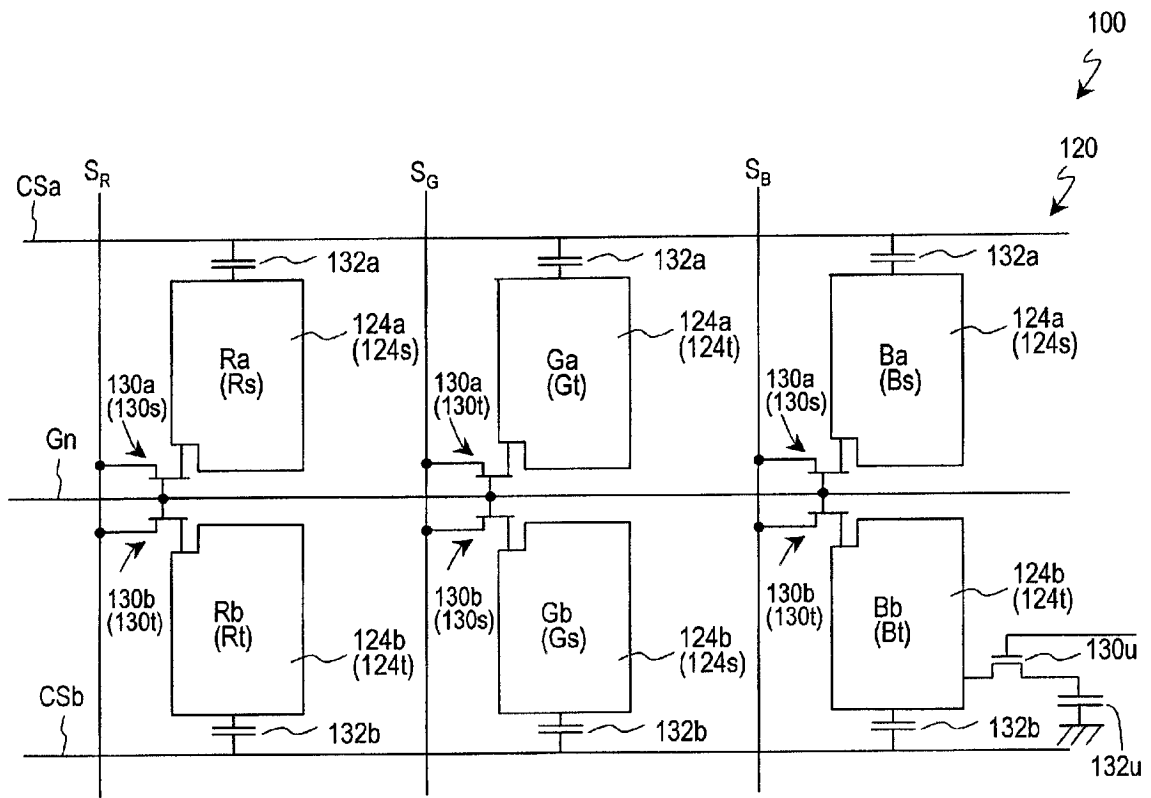 100
120
S_R
S_G
S_B
CSa
132a
132a
132a
124a
(124s)
124a
(124t)
124a
(124s)
Ra
(Rs)
Ga
(Gt)
Ba
(Bs)
130a
(130s)
130a
(130t)
130a
(130s)
Gn
130b
(130t)
130b
(130s)
130b
(130t)
Rb
(Rt)
Gb
(Gs)
Bb
(Bt)
124b
(124t)
124b
(124s)
124b
(124t)
130u
CSb
132b
132b
132b
132u